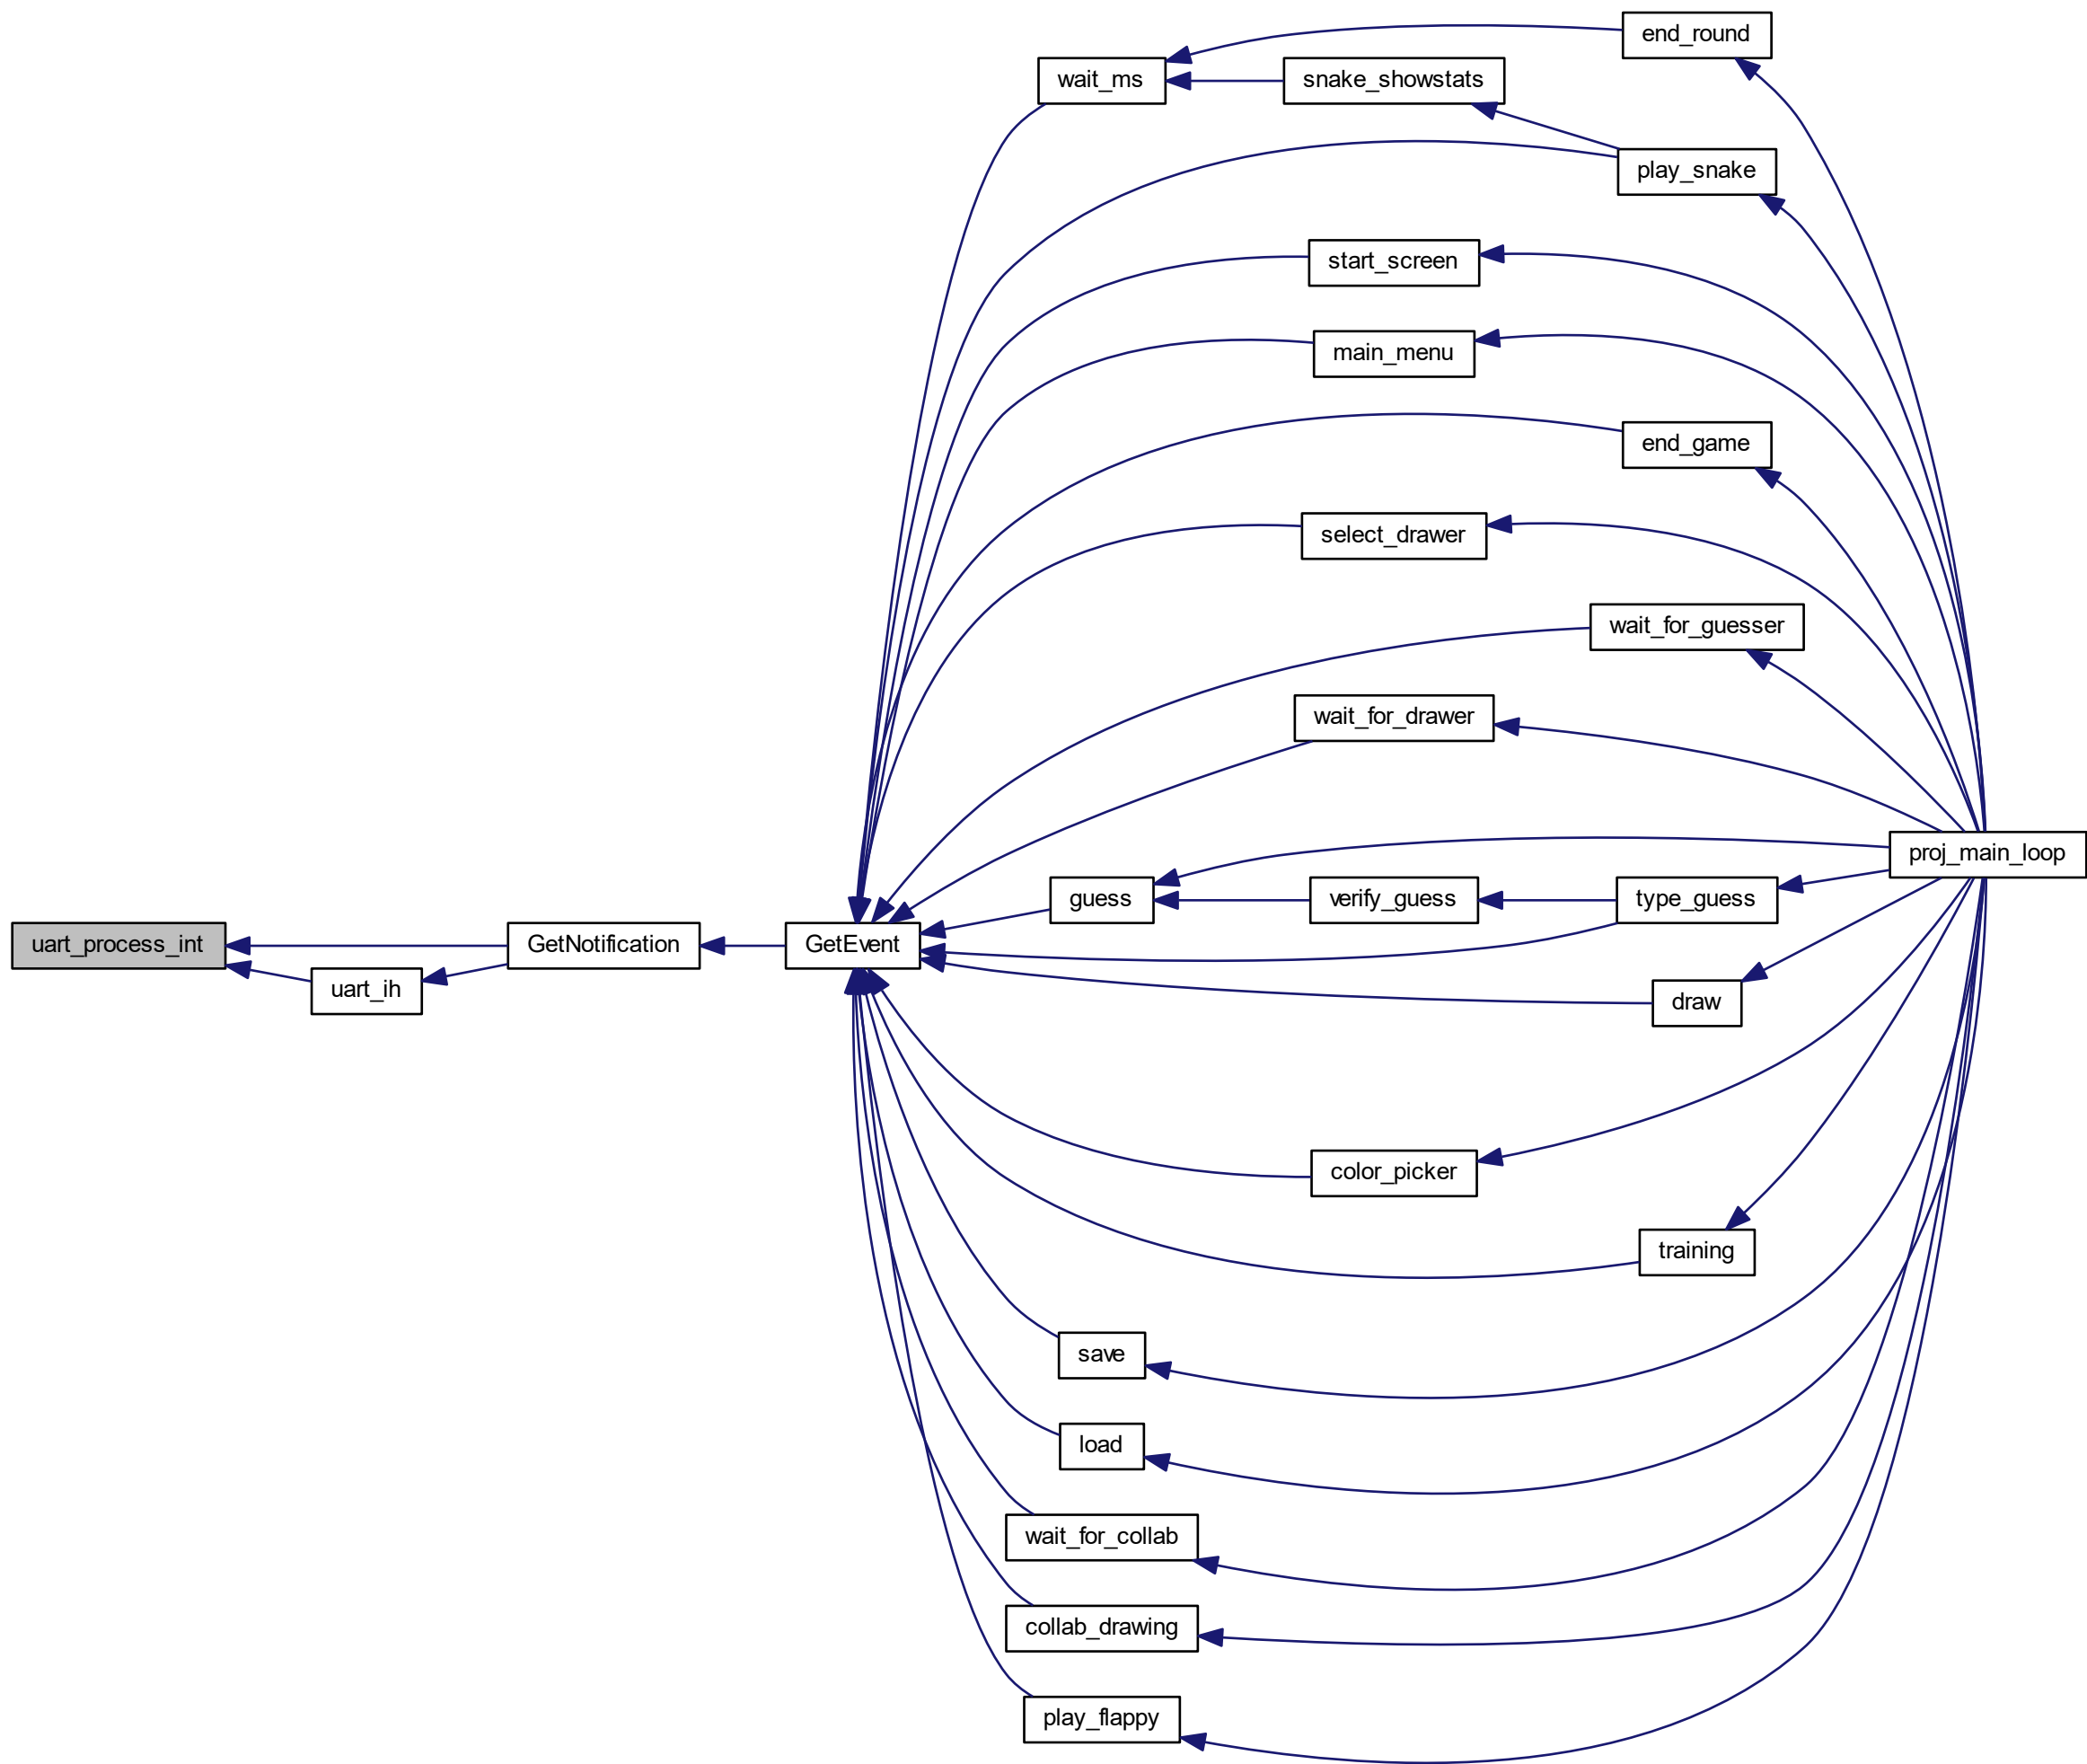 end_round
wait_ms
snake_showstats
play_snake
start_screen
main_menu
end_game
select_drawer
wait_for_guesser
wait_for_drawer
proj_main_loop
guess
verify_guess
type_guess
uart_process_int
GetNotification
GetEvent
uart_ih
draw
color_picker
training
save
load
wait_for_collab
collab_drawing
play_flappy